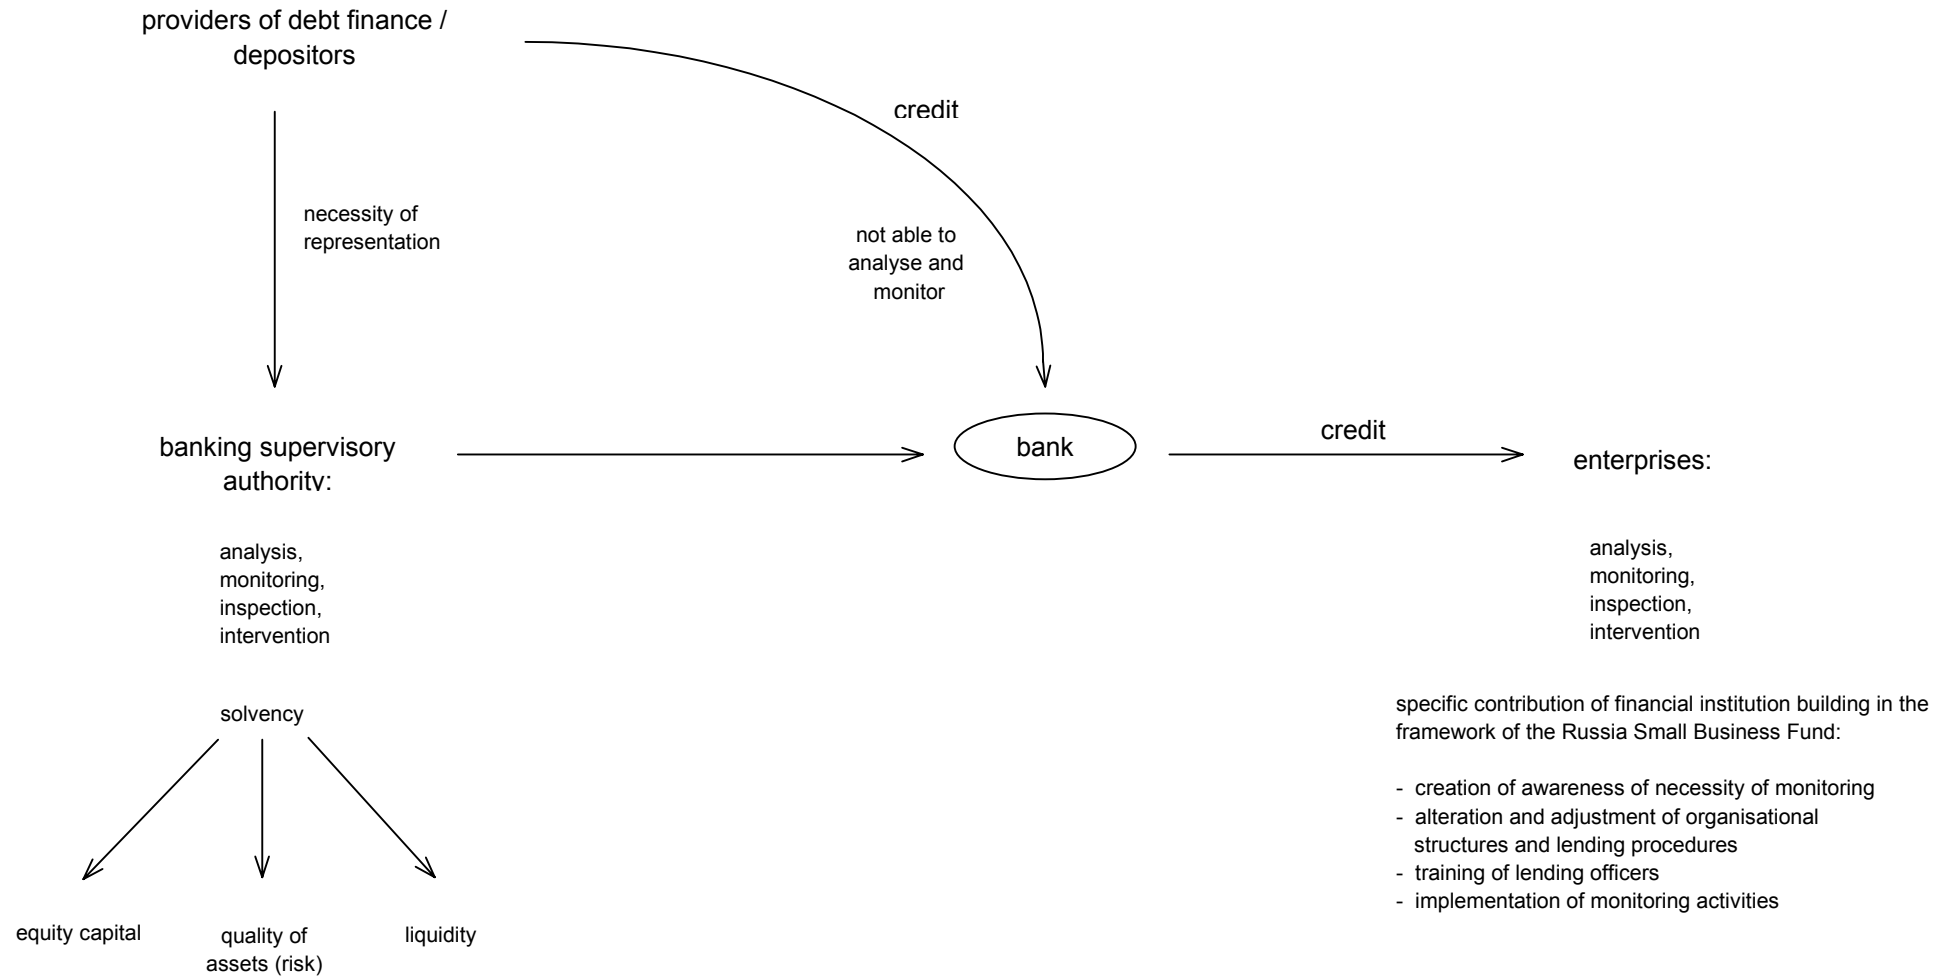 providers of debt finance /
depositors
credit
necessity of
representation
not able to
analyse and
monitor
banking supervisory
authority:
bank
credit
enterprises:
analysis,
monitoring,
inspection,
intervention
analysis,
monitoring,
inspection,
intervention
solvency
equity capital
quality of
assets (risk)
liquidity
specific contribution of financial institution building in the
framework of the Russia Small Business Fund:
- creation of awareness of necessity of monitoring
- alteration and adjustment of organisational
structures and lending procedures
- training of lending officers
- implementation of monitoring activities